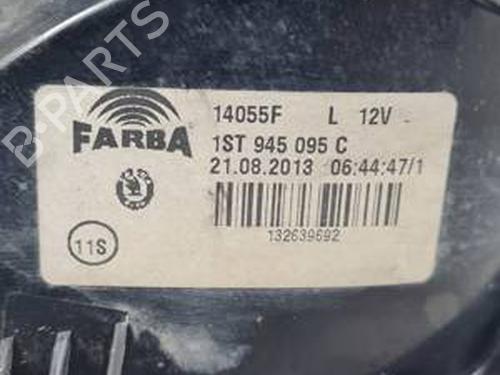 B-PARTS
14055F L 12V
FARBA
1ST 945 095 C
21.08.2013 06:44:47/1
132639692
11S